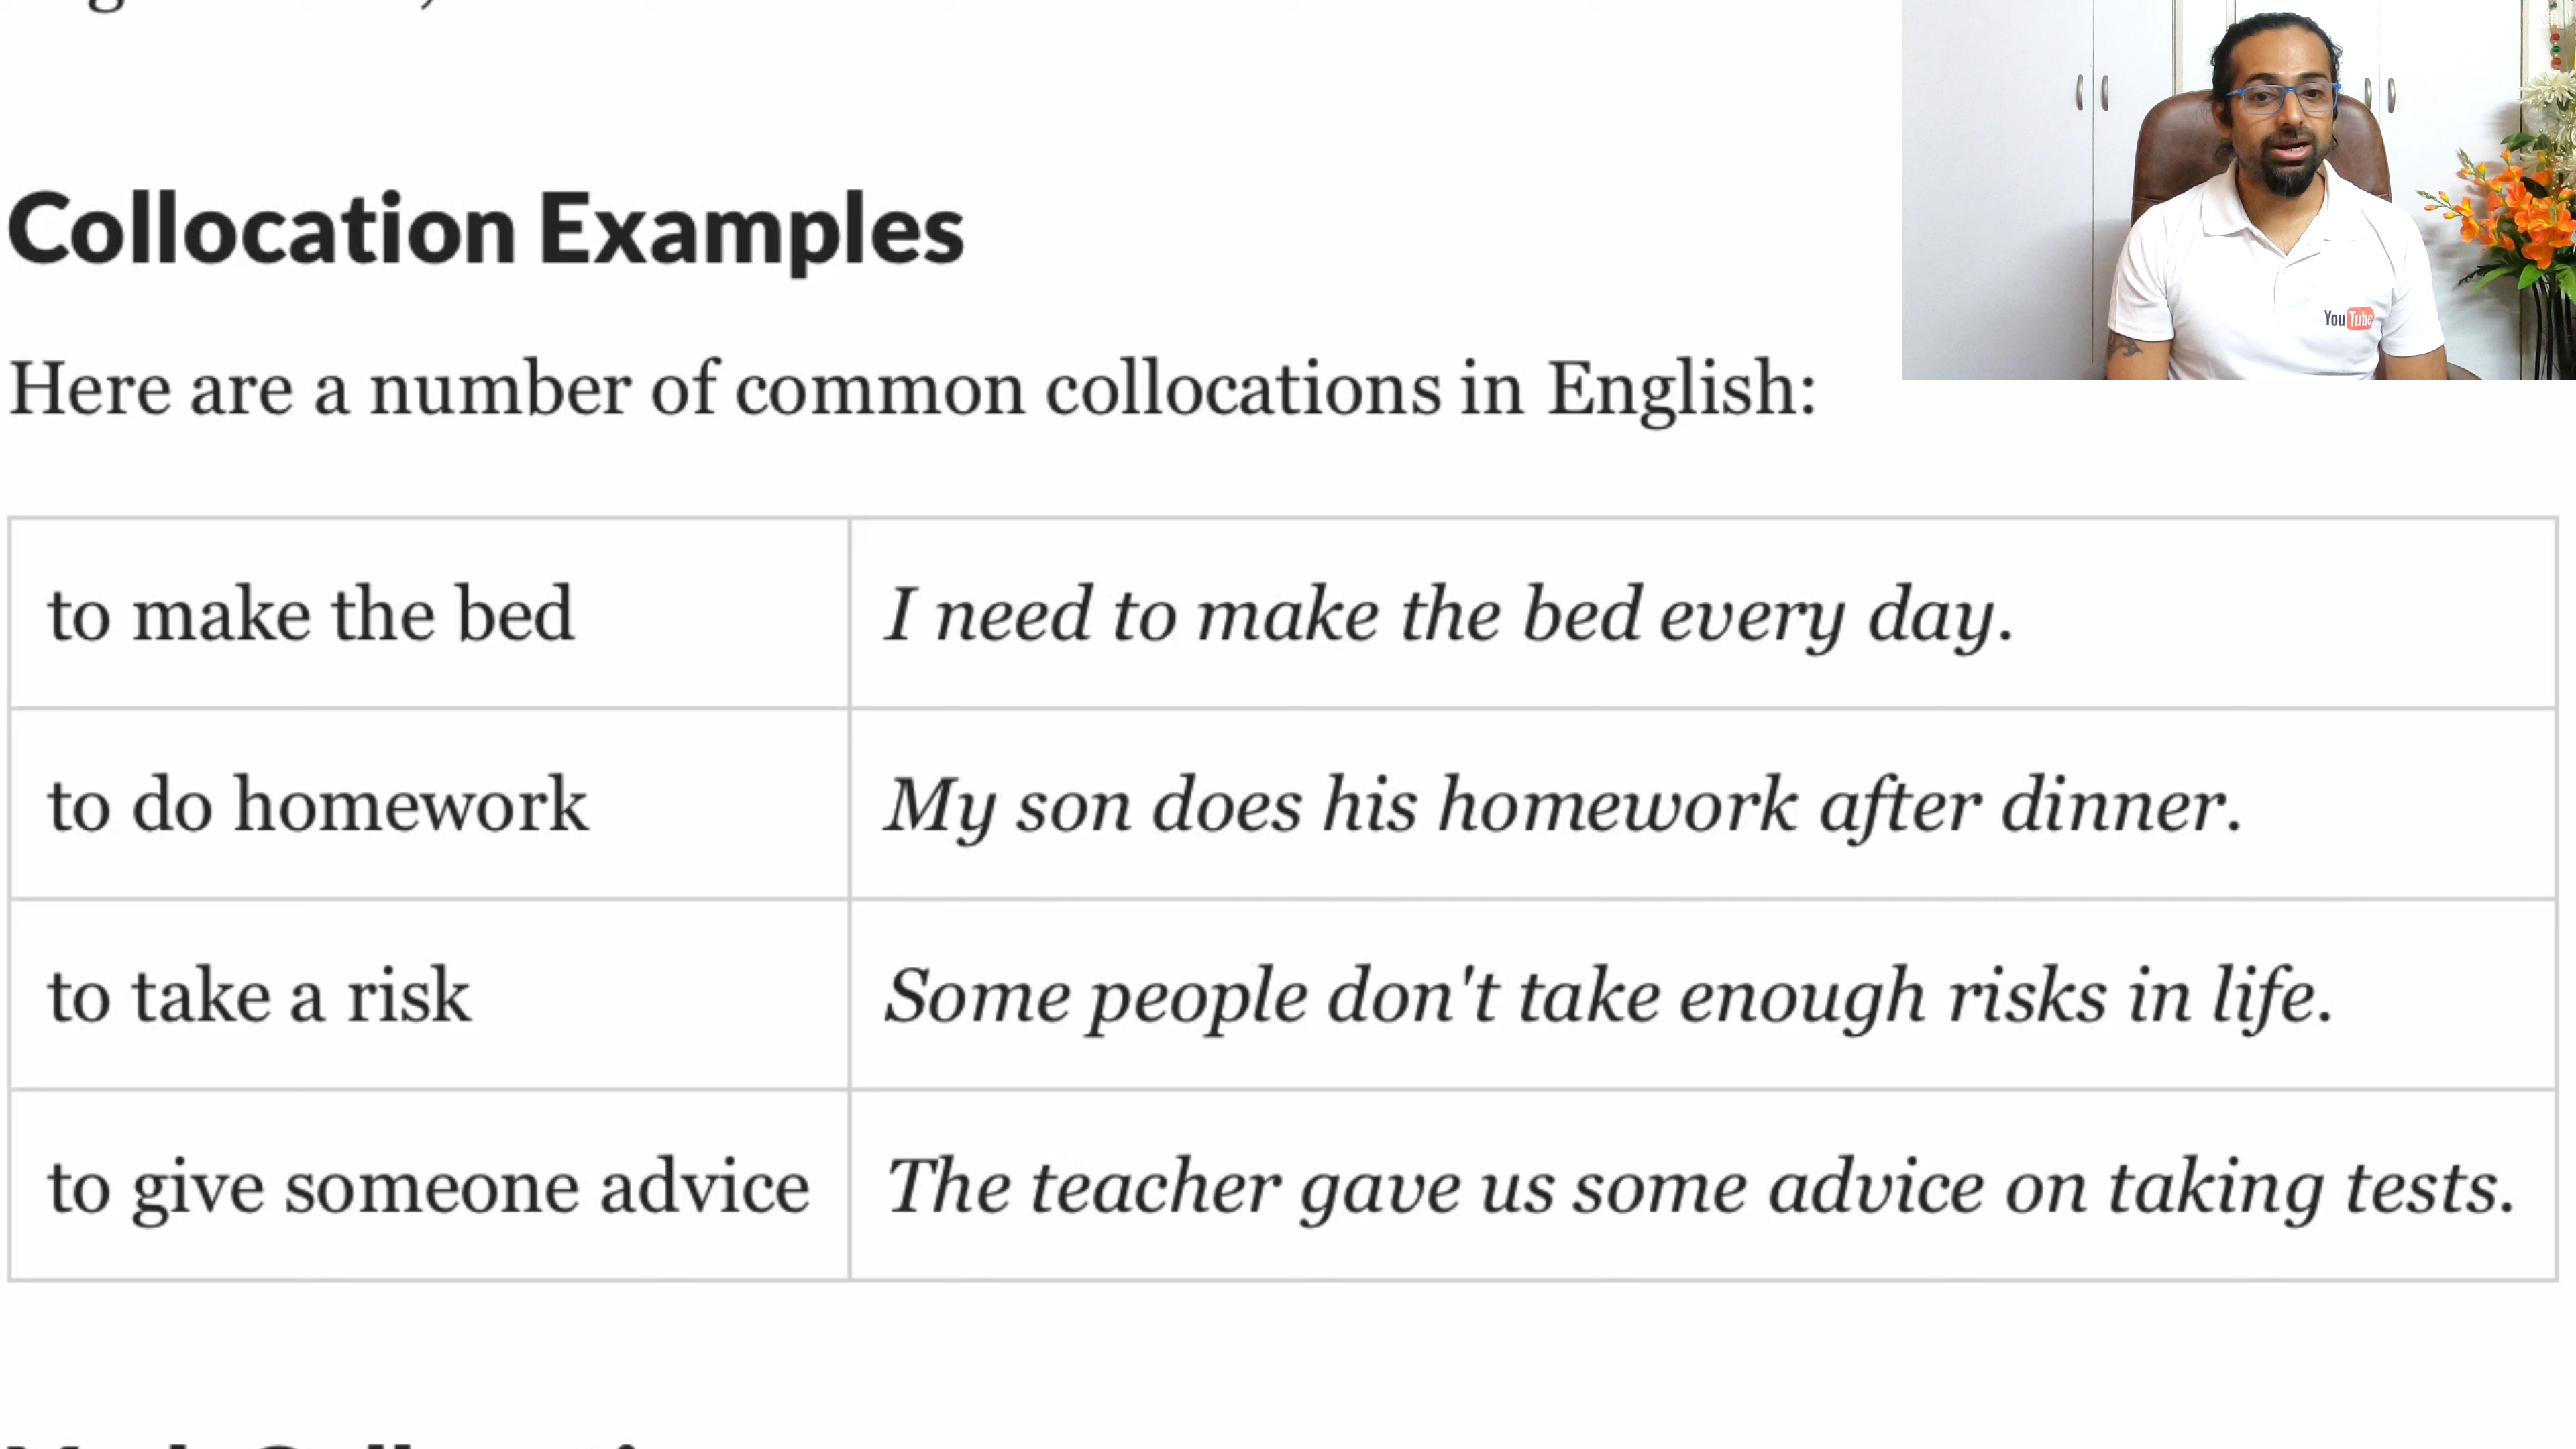 Collocation Examples
Here are a number of common collocations in English:
to make the bed
I need to make the bed every day.
to do homework
My son does his homework after dinner.
to take a risk
Some people don't take enough risks in life.
to give someone advice
The teacher gave us some advice on taking tests.
YouTube